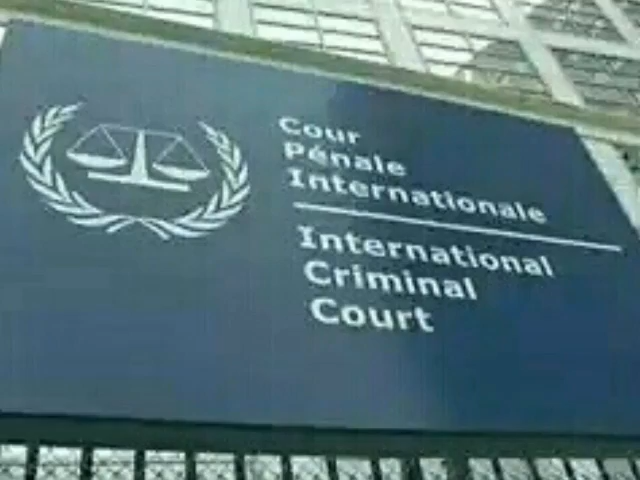 Cour
Pénale
Internationale
International
Criminal
Court